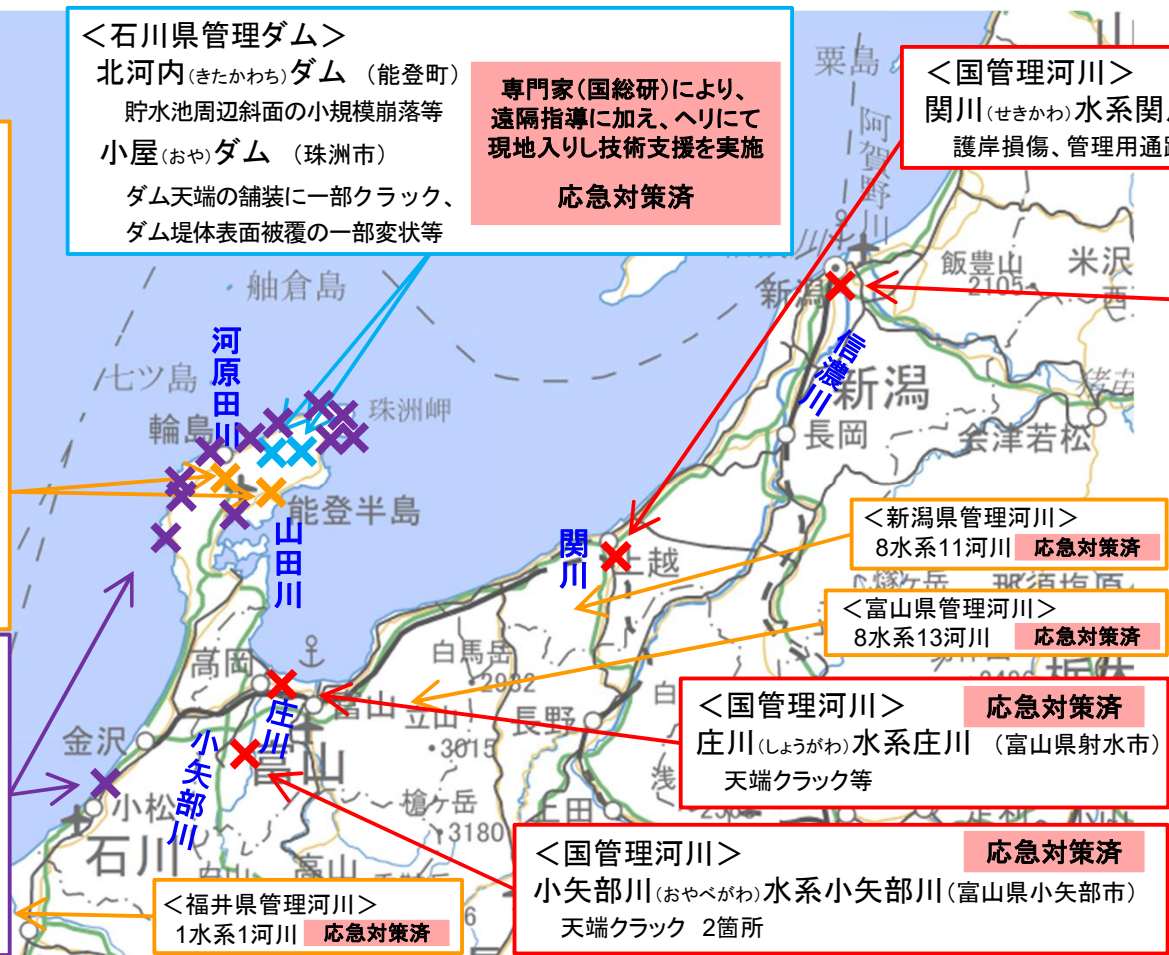 ＜石川県管理ダム＞
北河内(きたかわち)ダム （能登町）
貯水池周辺斜面の小規模崩落等
小屋(おや)ダム （珠洲市）
ダム天端の舗装に一部クラック、
ダム堤体表面被覆の一部変状等
専門家(国総研)により、
遠隔指導に加え、ヘリにて
現地入りし技術支援を実施
応急対策済
＜国管理河川＞
関川(せきかわ)水系関
護岸損傷、管理用通
粟島
阿賀野川
飯豊山
2105
米沢
新潟
信濃川
新潟
長岡
会津若松
舳倉島
七ツ島
河原田川
輪島
珠洲岬
能登半島
山田川
関川
上越
＜新潟県管理河川＞
8水系11河川 応急対策済
＜富山県管理河川＞
8水系13河川 応急対策済
高岡
富山
白馬岳
2932
立山
3015
長野
＜国管理河川＞ 応急対策済
庄川(しょうがわ)水系庄川 （富山県射水市）
天端クラック等
金沢
庄川
小矢部川
富山
小松
石川
槍ヶ岳
3180
高山
上田
＜国管理河川＞ 応急対策済
小矢部川(おやべがわ)水系小矢部川(富山県小矢部市)
天端クラック 2箇所
＜福井県管理河川＞
1水系1河川 応急対策済